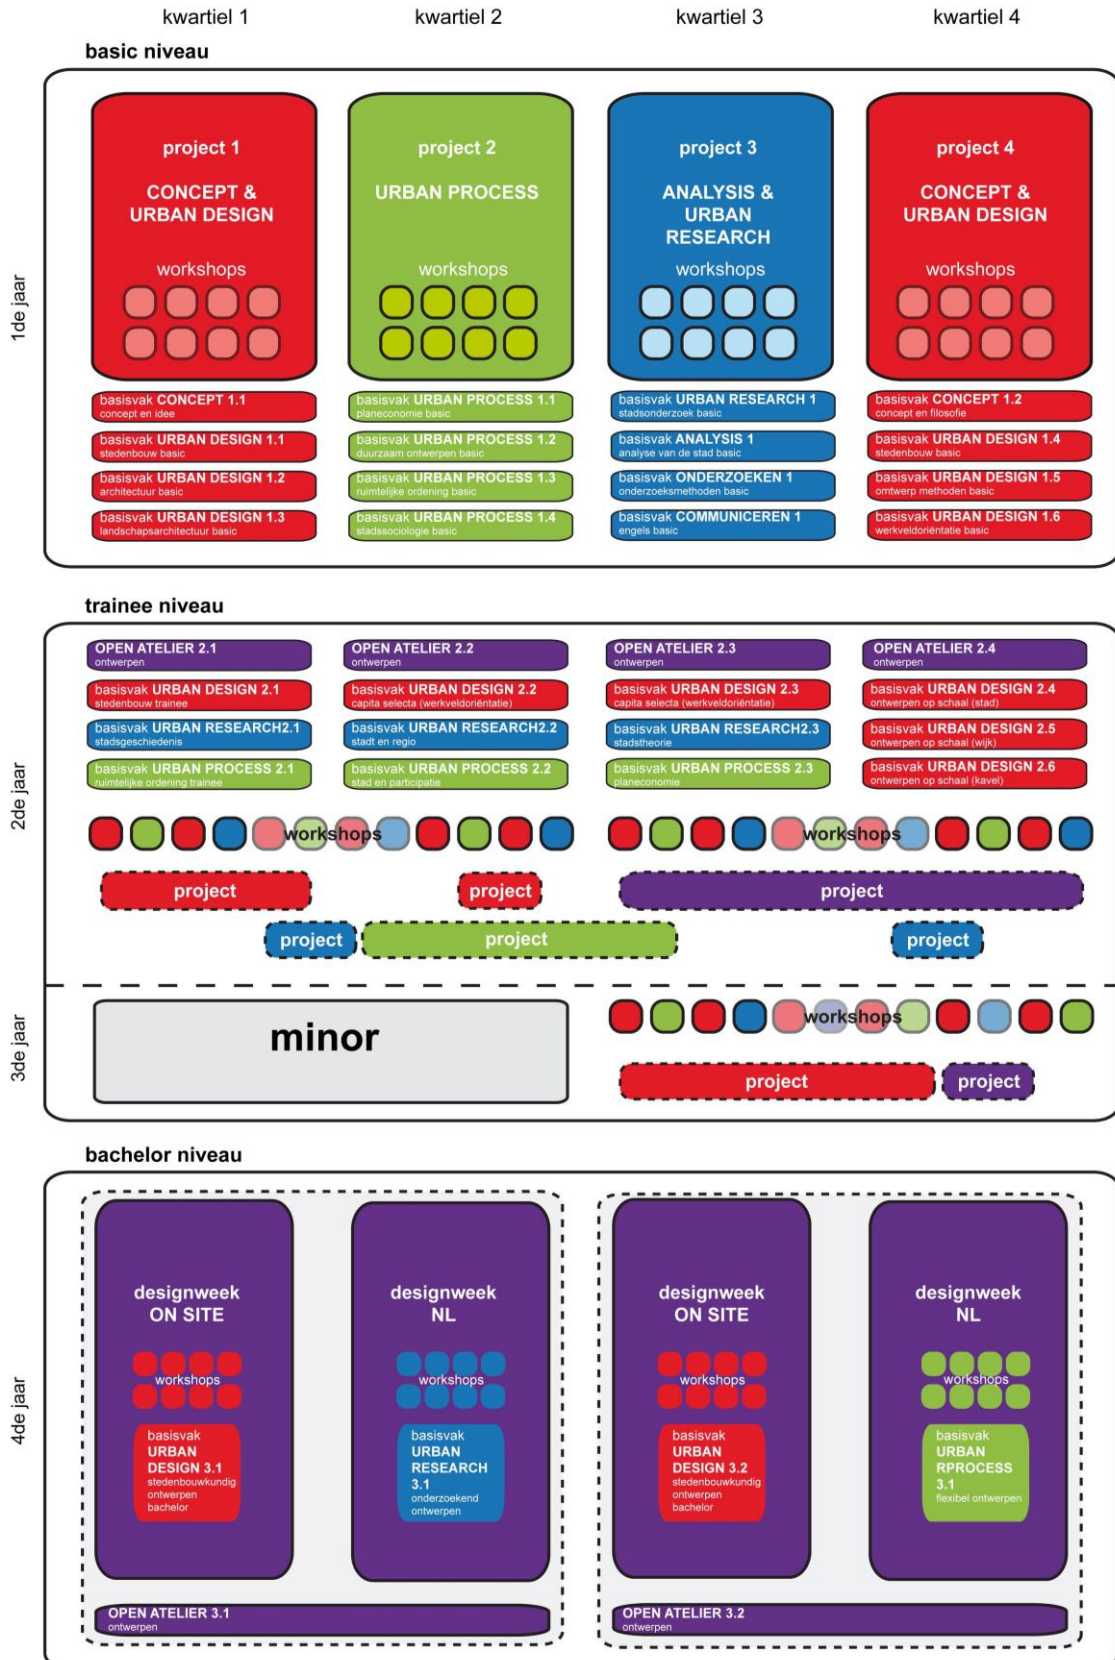 kwartiel 1
kwartiel 2
kwartiel 3
kwartiel 4
basic niveau
1de jaar
project 1
CONCEPT &
URBAN DESIGN
workshops
project 2
URBAN PROCESS
workshops
project 3
ANALYSIS &
URBAN
RESEARCH
workshops
project 4
CONCEPT &
URBAN DESIGN
workshops
basisvak CONCEPT 1.1
concept en idee
basisvak URBAN PROCESS 1.1
planeconomie basic
basisvak URBAN RESEARCH 1
stadsonderzoek basic
basisvak CONCEPT 1.2
concept en filosofie
basisvak URBAN DESIGN 1.1
stedenbouw basic
basisvak URBAN PROCESS 1.2
duurzaam ontwerpen basic
basisvak ANALYSIS 1
analyse van de stad basic
basisvak URBAN DESIGN 1.4
stedenbouw basic
basisvak URBAN DESIGN 1.2
architectuur basic
basisvak URBAN PROCESS 1.3
ruimtelijke ordening basic
basisvak ONDERZOEKEN 1
onderzoeksmethoden basic
basisvak URBAN DESIGN 1.5
omtwerp methoden basic
basisvak URBAN DESIGN 1.3
landschapsarchitectuur basic
basisvak URBAN PROCESS 1.4
stadssociologie basic
basisvak COMMUNICEREN 1
engels basic
basisvak URBAN DESIGN 1.6
werkveldoriëntatie basic
trainee niveau
2de jaar
OPEN ATELIER 2.1
ontwerpen
OPEN ATELIER 2.2
ontwerpen
OPEN ATELIER 2.3
ontwerpen
OPEN ATELIER 2.4
ontwerpen
basisvak URBAN DESIGN 2.1
stedenbouw trainee
basisvak URBAN DESIGN 2.2
capita selecta (werkveldoriëntatie)
basisvak URBAN DESIGN 2.3
capita selecta (werkveldoriëntatie)
basisvak URBAN DESIGN 2.4
ontwerpen op schaal (stad)
basisvak URBAN RESEARCH2.1
stadsgeschiedenis
basisvak URBAN RESEARCH2.2
stadt en regio
basisvak URBAN RESEARCH2.3
stadstheorie
basisvak URBAN DESIGN 2.5
ontwerpen op schaal (wijk)
basisvak URBAN PROCESS 2.1
ruimtelijke ordening trainee
basisvak URBAN PROCESS 2.2
stad en participatie
basisvak URBAN PROCESS 2.3
planeconomie
basisvak URBAN DESIGN 2.6
ontwerpen op schaal (kavel)
workshops
workshops
project
project
project
project
project
project
3de jaar
minor
workshops
project
project
bachelor niveau
4de jaar
designweek
ON SITE
workshops
basisvak
URBAN
DESIGN 3.1
stedenbouwkundig
ontwerpen
bachelor
designweek
NL
workshops
basisvak
URBAN
RESEARCH
3.1
onderzoekend
ontwerpen
designweek
ON SITE
workshops
basisvak
URBAN
DESIGN 3.2
stedenbouwkundig
ontwerpen
bachelor
designweek
NL
workshops
basisvak
URBAN
RPROCESS
3.1
flexibel ontwerpen
OPEN ATELIER 3.1
ontwerpen
OPEN ATELIER 3.2
ontwerpen